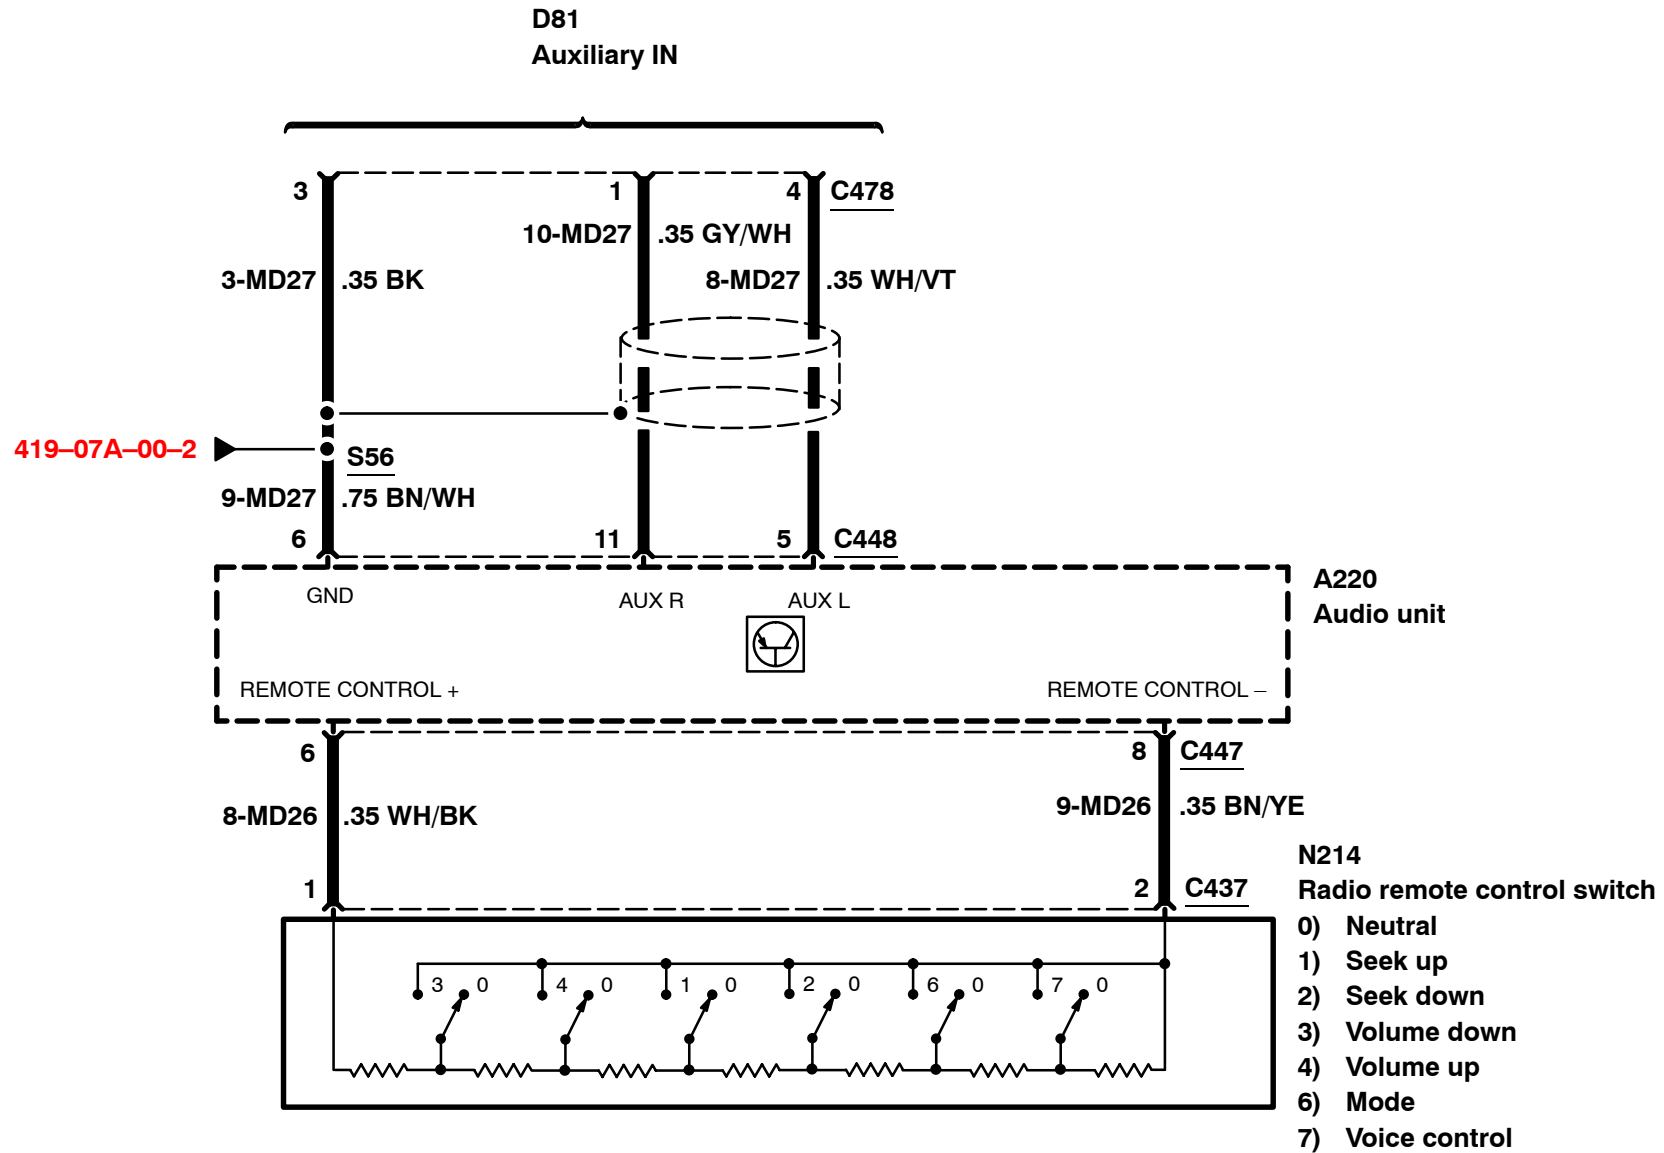 D81
Auxiliary IN
3 1 4 C478
10-MD27 .35 GY/WH
3-MD27 .35 BK 8-MD27 .35 WH/VT
419–07A–00–2
S56
9-MD27 .75 BN/WH
6 11 5 C448
GND AUX R AUX L
A220
Audio unit
REMOTE CONTROL + REMOTE CONTROL –
6 8 C447
8-MD26 .35 WH/BK 9-MD26 .35 BN/YE
1 2 C437
3 0 4 0 1 0 2 0 6 0 7 0
N214
Radio remote control switch
0) Neutral
1) Seek up
2) Seek down
3) Volume down
4) Volume up
6) Mode
7) Voice control